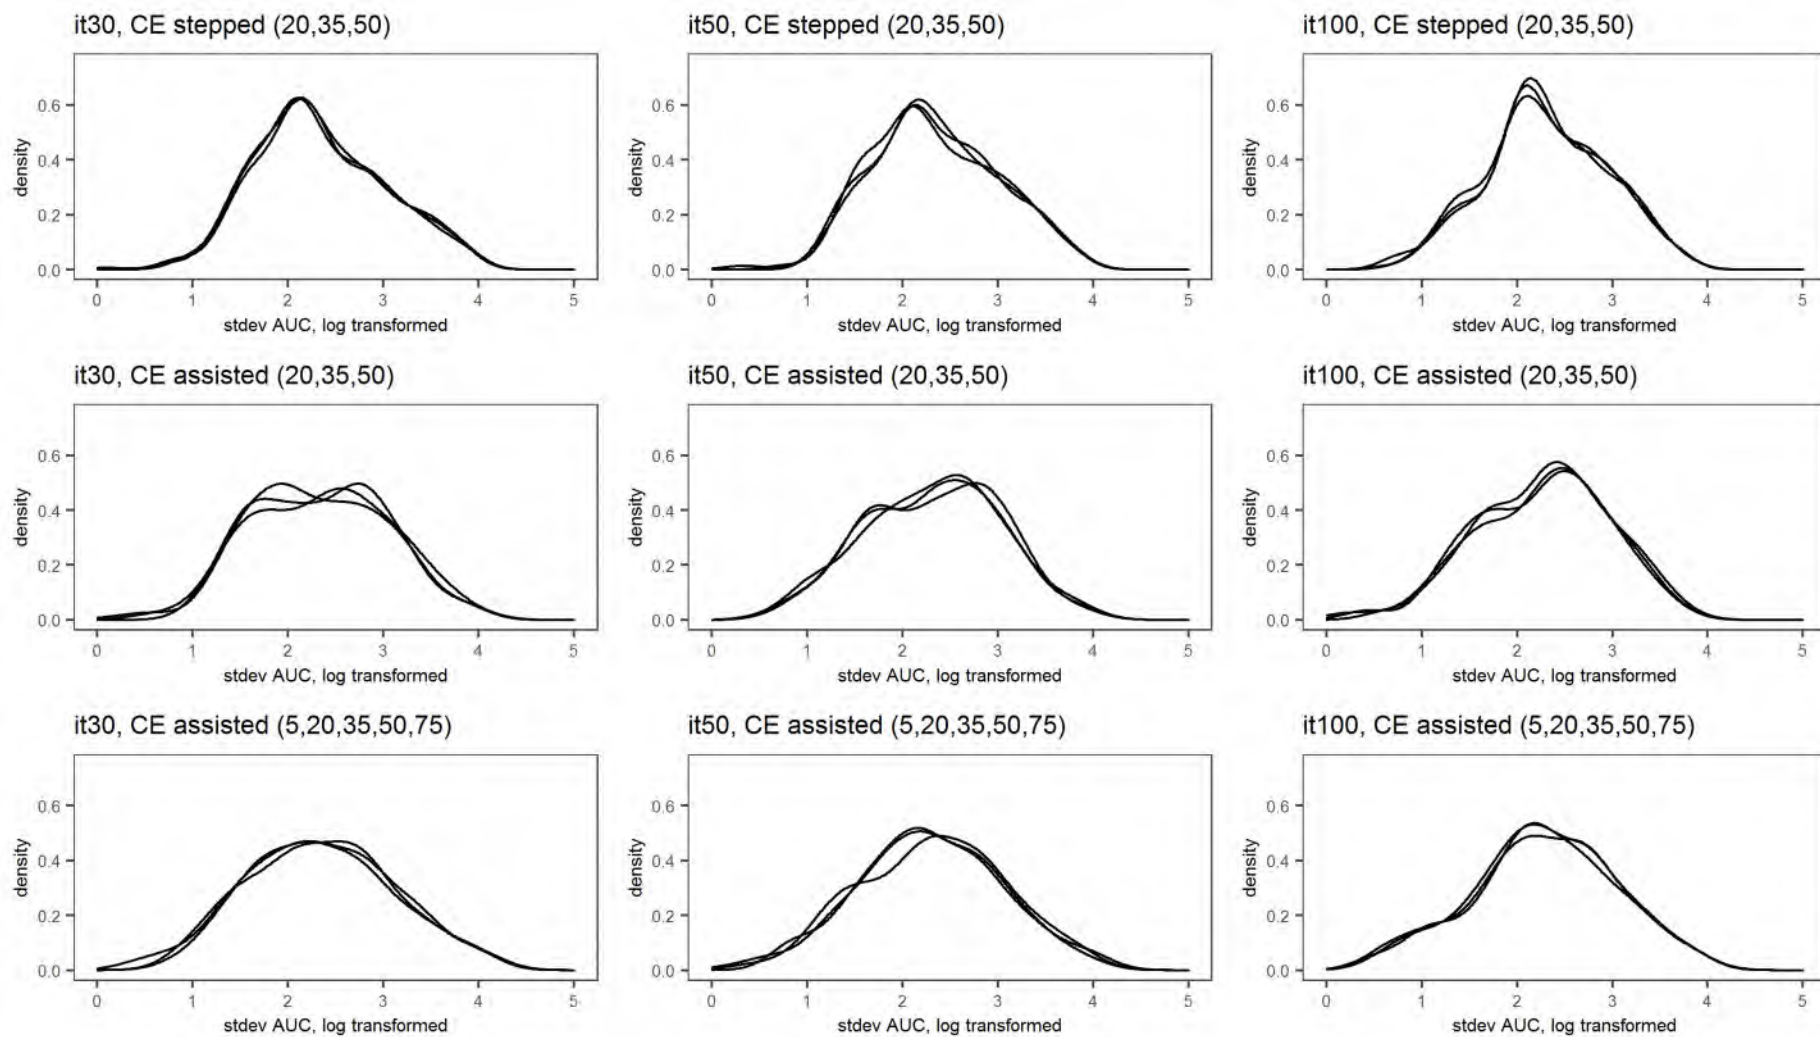 it30, CE stepped (20,35,50)
it50, CE stepped (20,35,50)
it100, CE stepped (20,35,50)
density
0.6
0.4
0.2
0.0
0 1 2 3 4 5
stdev AUC, log transformed
density
0.6
0.4
0.2
0.0
0 1 2 3 4 5
stdev AUC, log transformed
density
0.6
0.4
0.2
0.0
0 1 2 3 4 5
stdev AUC, log transformed
it30, CE assisted (20,35,50)
it50, CE assisted (20,35,50)
it100, CE assisted (20,35,50)
density
0.6
0.4
0.2
0.0
0 1 2 3 4 5
stdev AUC, log transformed
density
0.6
0.4
0.2
0.0
0 1 2 3 4 5
stdev AUC, log transformed
density
0.6
0.4
0.2
0.0
0 1 2 3 4 5
stdev AUC, log transformed
it30, CE assisted (5,20,35,50,75)
it50, CE assisted (5,20,35,50,75)
it100, CE assisted (5,20,35,50,75)
density
0.6
0.4
0.2
0.0
0 1 2 3 4 5
stdev AUC, log transformed
density
0.6
0.4
0.2
0.0
0 1 2 3 4 5
stdev AUC, log transformed
density
0.6
0.4
0.2
0.0
0 1 2 3 4 5
stdev AUC, log transformed